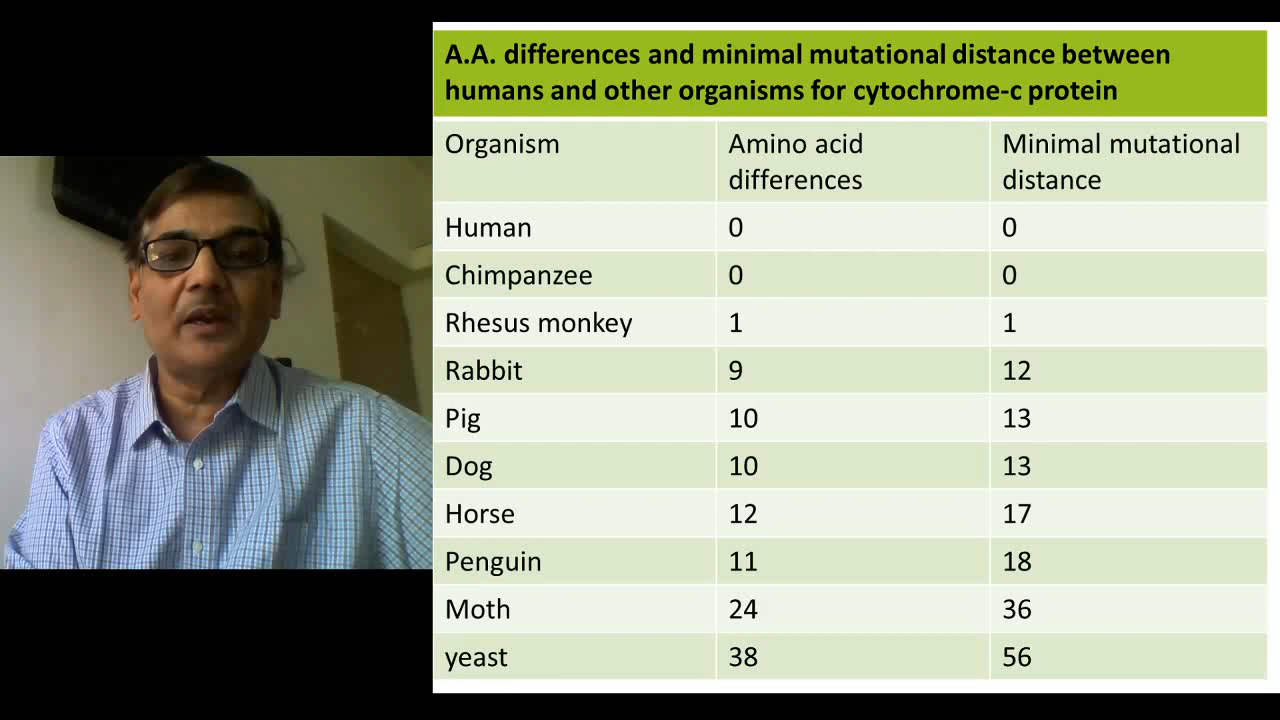 A.A. differences and minimal mutational distance between
humans and other organisms for cytochrome-c protein
Organism Amino acid differences Minimal mutational distance
Human 0 0
Chimpanzee 0 0
Rhesus monkey 1 1
Rabbit 9 12
Pig 10 13
Dog 10 13
Horse 12 17
Penguin 11 18
Moth 24 36
yeast 38 56